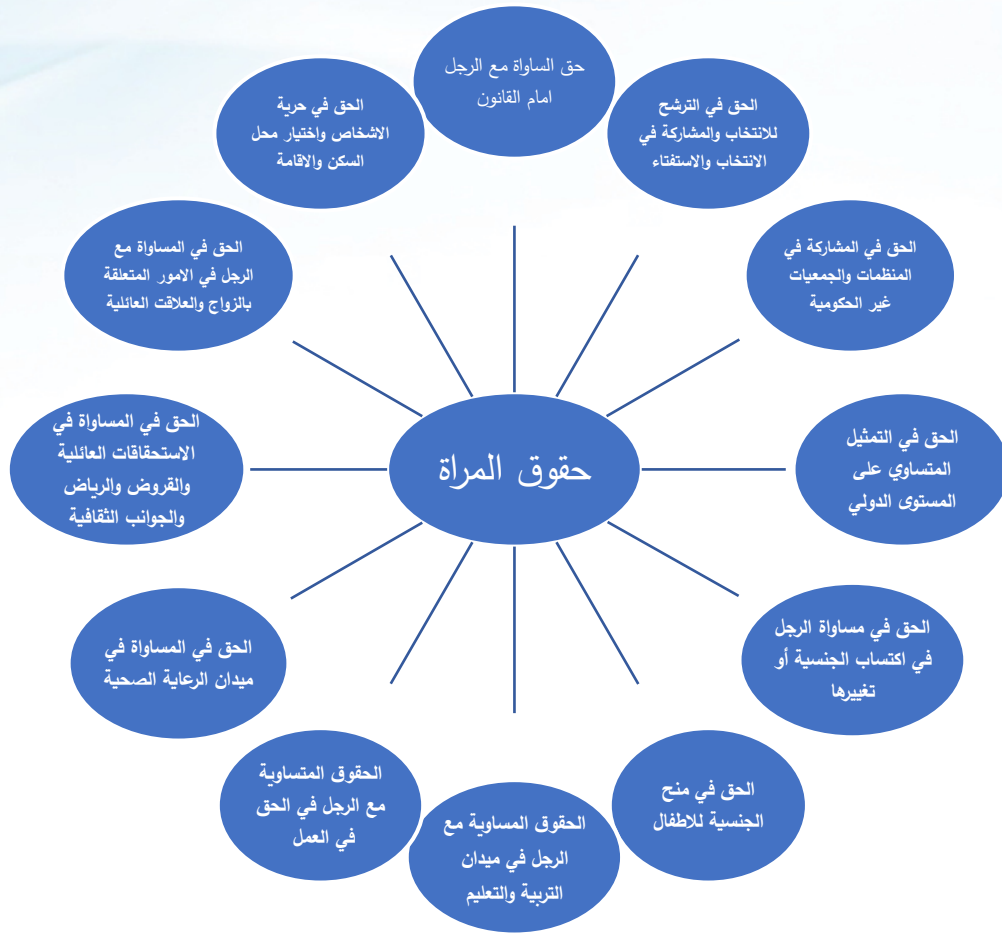 حق الساواة مع الرجل
امام القانون
الحق في الترشح
للانتخاب والمشاركة في
الانتخاب والاستفتاء
الحق في المشاركة في
المنظمات والجمعيات
غير الحكومية
الحق في التمثيل
المتساوي على
المستوى الدولي
الحق في مساواة الرجل
في اكتساب الجنسية أو
تغييرها
الحق في منح
الجنسية للاطفال
الحقوق المساوية مع
الرجل في ميدان
التربية والتعليم
الحقوق المتساوية
مع الرجل في الحق
في العمل
الحق في المساواة في
ميدان الرعاية الصحية
الحق في المساواة في
الاستحقاقات العائلية
والقروض والرياض
والجوانب الثقافية
الحق في المساواة مع
الرجل في الامور المتعلقة
بالزواج والعلاقت العائلية
الحق في حرية
الاشخاص واختيار محل
السكن والاقامة
حقوق المراة